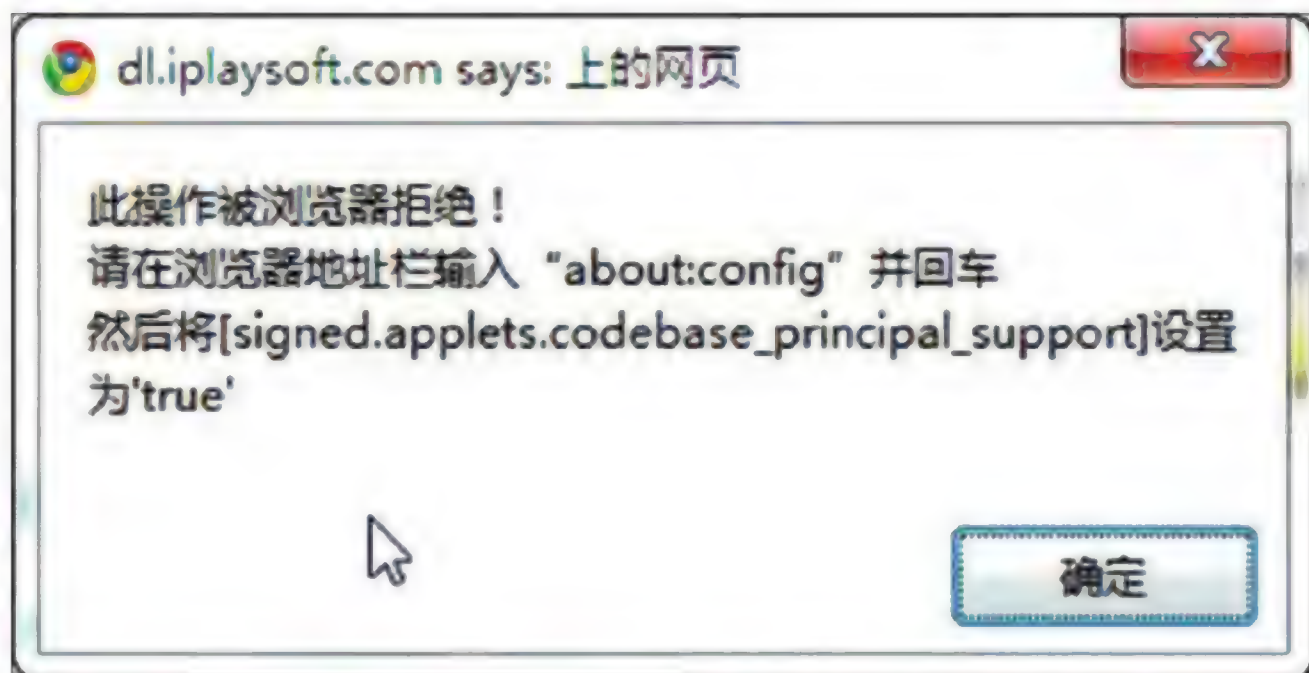 dl.iplaysoft.com says: 上的网页
此操作被浏览器拒绝！
请在浏览器地址栏输入“about:config”并回车
然后将[signed.applets.codebase_principal_support]设置
为'true'
确定